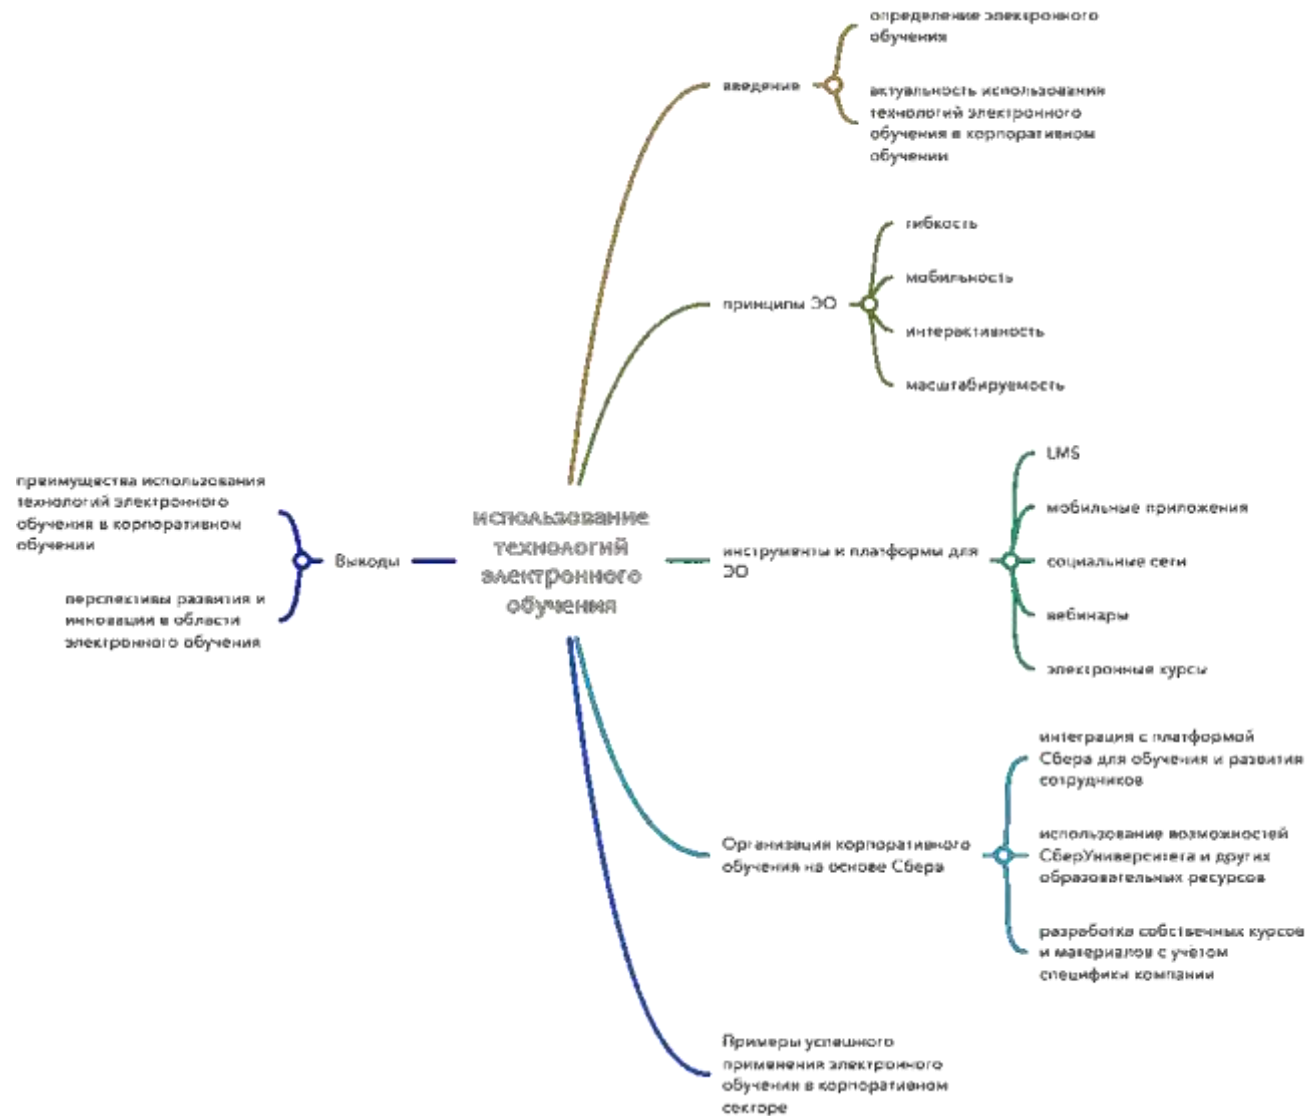 определение электронного
обучения
введение
актуальность использования
технологий электронного
обучения в корпоративном
обучении
гибкость
мобильность
принципы ЭО
интерактивность
масштабируемость
LMS
мобильные приложения
инструменты и платформы для
ЭО
социальные сети
вебинары
электронные курсы
преимущества использования
технологий электронного
обучения в корпоративном
обучении
Выводы
перспективы развития и
инновации в области
электронного обучения
использование
технологий
электронного
обучения
интеграция с платформой
Сбера для обучения и развития
сотрудников
Организация корпоративного
обучения на основе Сбера
использование возможностей
СберУниверситета и других
образовательных ресурсов
разработка собственных курсов
и материалов с учётом
специфики компании
Примеры успешного
применения электронного
обучения в корпоративном
секторе